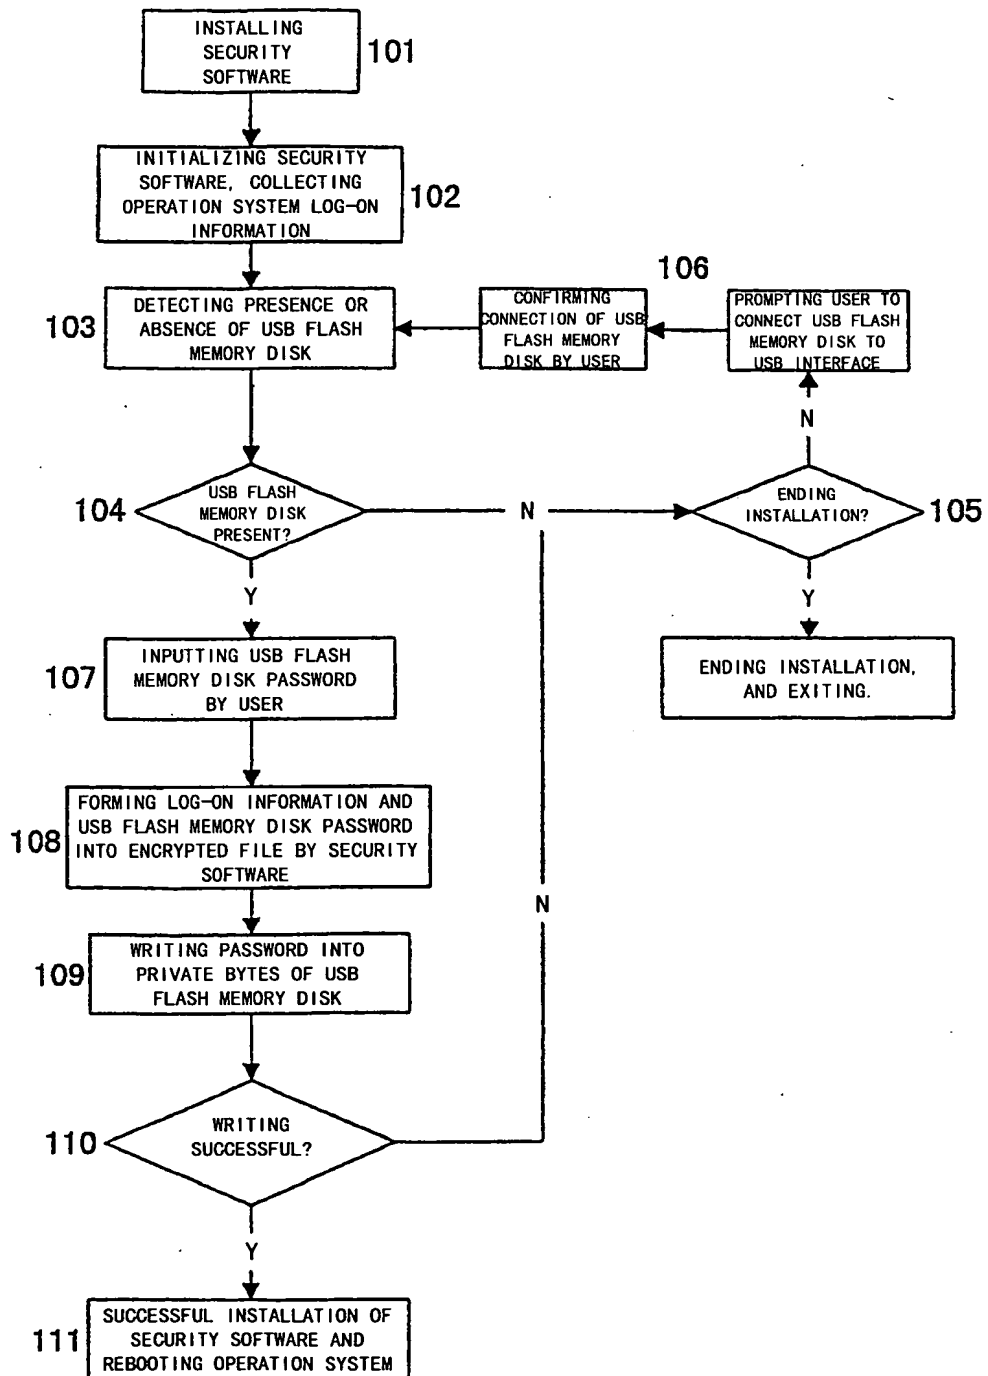 INSTALLING
SECURITY
SOFTWARE
101
INITIALIZING SECURITY
SOFTWARE, COLLECTING
OPERATION SYSTEM LOG-ON
INFORMATION
102
106
103
DETECTING PRESENCE OR
ABSENCE OF USB FLASH
MEMORY DISK
CONFIRMING
CONNECTION OF USB
FLASH MEMORY
DISK BY USER
PROMPTING USER TO
CONNECT USB FLASH
MEMORY DISK TO
USB INTERFACE
N
104
USB FLASH
MEMORY DISK
PRESENT?
N
ENDING
INSTALLATION?
105
Y
Y
107
INPUTTING USB FLASH
MEMORY DISK PASSWORD
BY USER
ENDING INSTALLATION,
AND EXITING.
108
FORMING LOG-ON INFORMATION AND
USB FLASH MEMORY DISK PASSWORD
INTO ENCRYPTED FILE BY SECURITY
SOFTWARE
N
109
WRITING PASSWORD INTO
PRIVATE BYTES OF USB
FLASH MEMORY DISK
110
WRITING
SUCCESSFUL?
Y
111
SUCCESSFUL INSTALLATION OF
SECURITY SOFTWARE AND
REBOOTING OPERATION SYSTEM